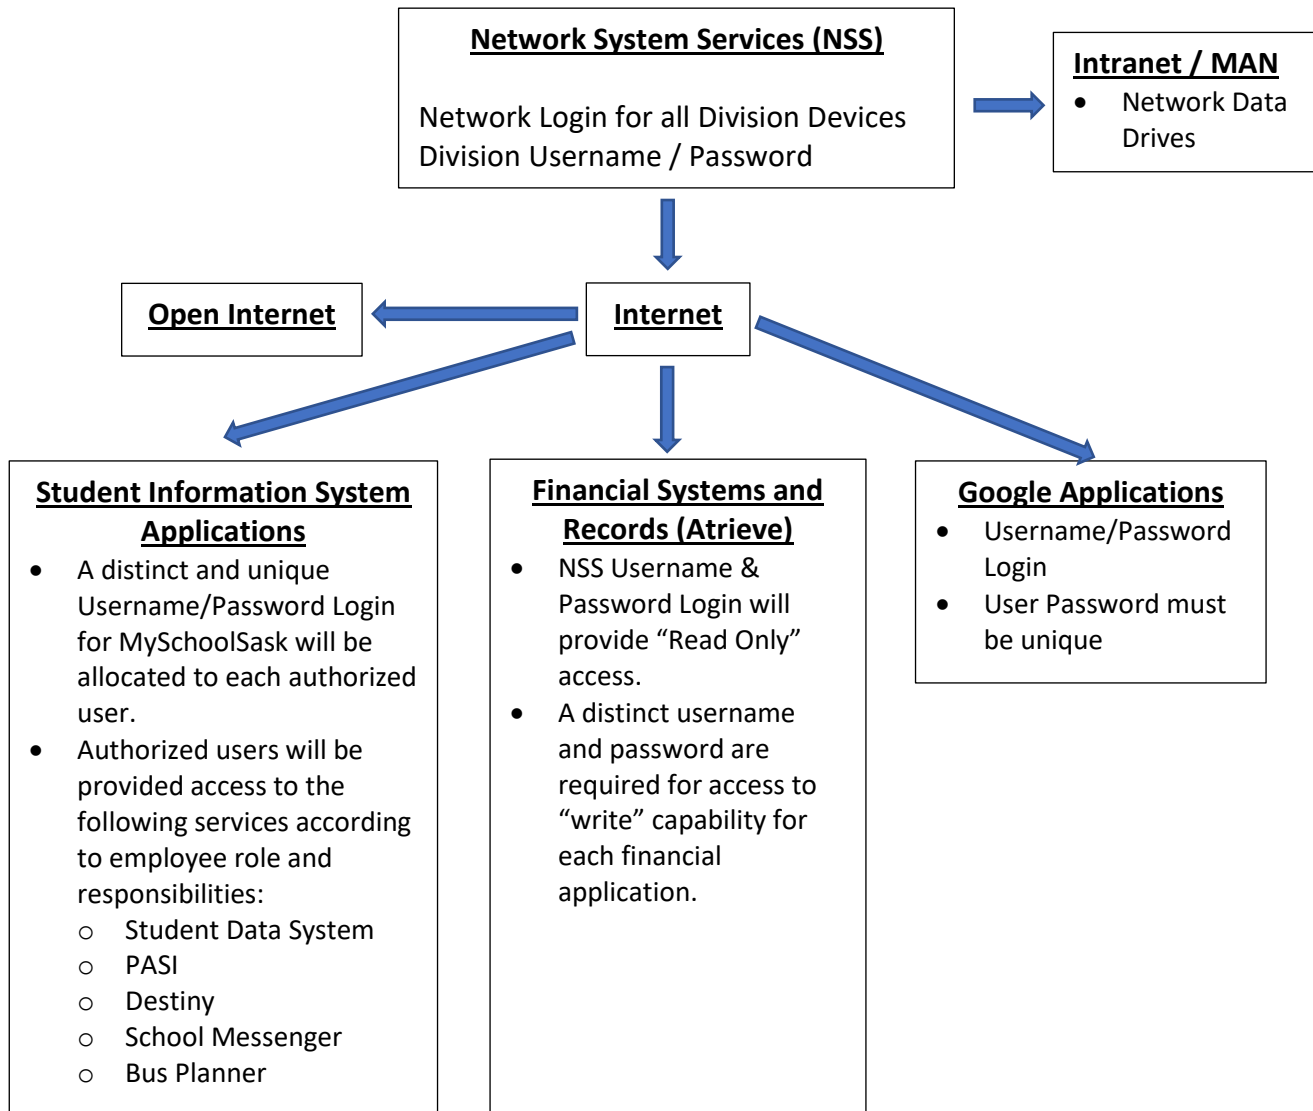 Network System Services (NSS)
Network Login for all Division Devices
Division Username / Password
Intranet / MAN
• Network Data
Drives
Open Internet
Internet
Student Information System
Applications
• A distinct and unique
Username/Password Login
for MySchoolSask will be
allocated to each authorized
user.
• Authorized users will be
provided access to the
following services according
to employee role and
responsibilities:
o Student Data System
o PASI
o Destiny
o School Messenger
o Bus Planner
Financial Systems and
Records (Atrieve)
• NSS Username &
Password Login will
provide “Read Only”
access.
• A distinct username
and password are
required for access to
“write” capability for
each financial
application.
Google Applications
• Username/Password
Login
• User Password must
be unique